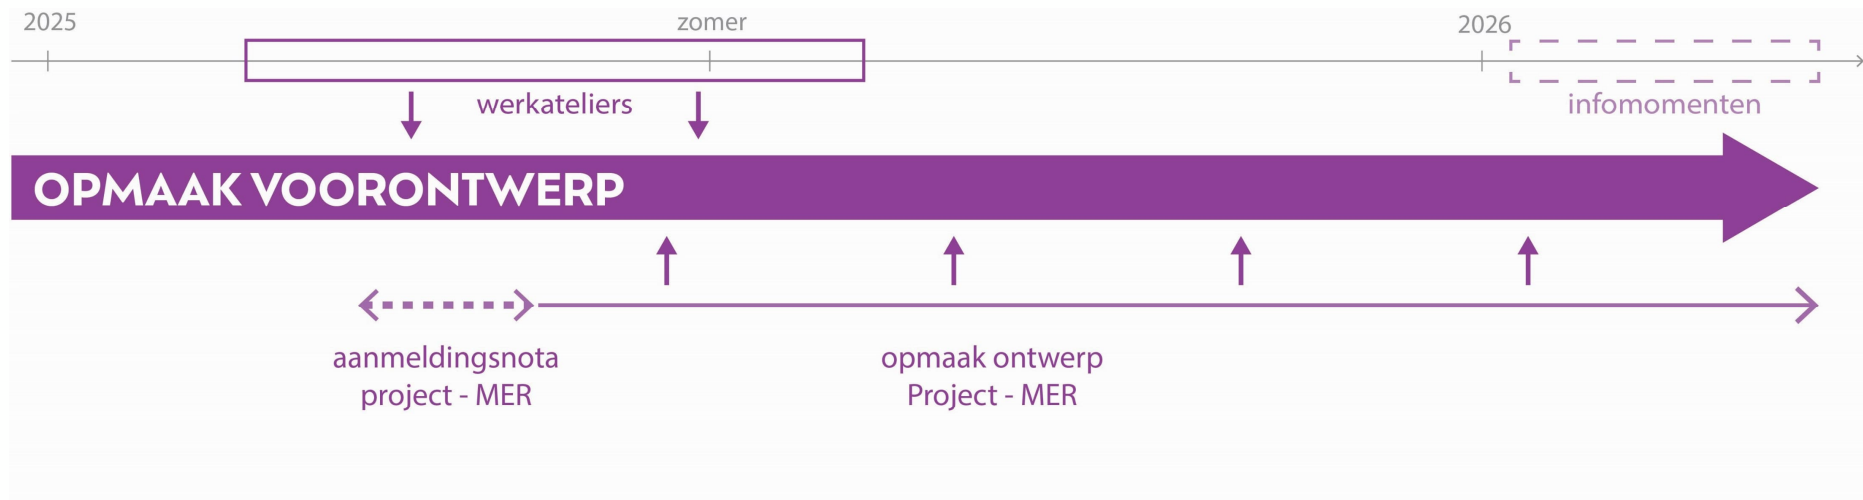 2025
zomer
2026
werkateliers
infomomenten
OPMAAK VOORONTWERP
aanmeldingsnota
project - MER
opmaak ontwerp
Project - MER